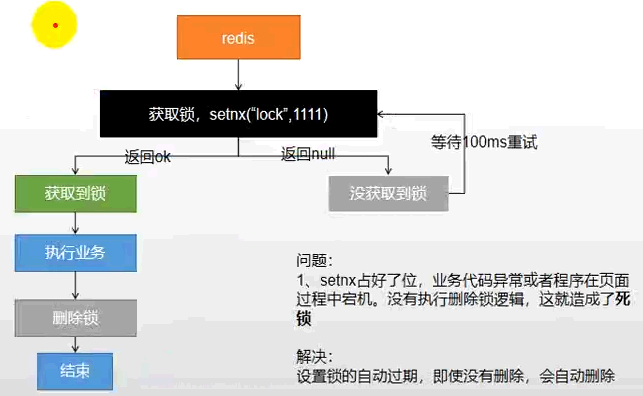 redis
获取锁，setnx(“lock”,1111)
返回ok
返回null
等待100ms重试
获取到锁
没获取到锁
执行业务
删除锁
结束
问题：
1、setnx占好了位，业务代码异常或者程序在页面
过程中宕机。没有执行删除锁逻辑，这就造成了死
锁
解决：
设置锁的自动过期，即使没有删除，会自动删除